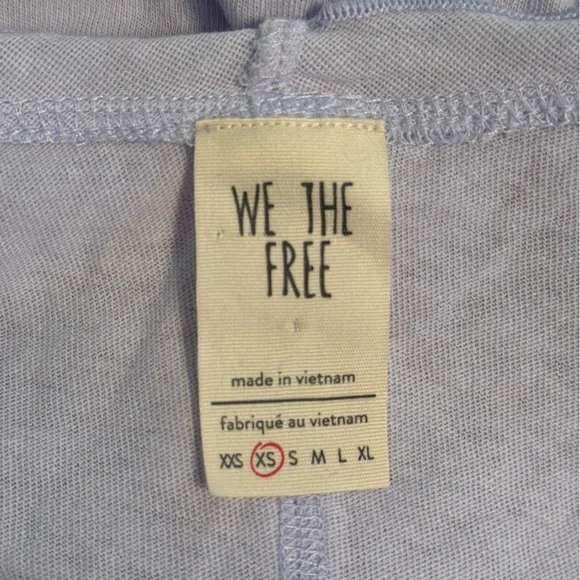 WE THE
FREE
made in vietnam
fabriqué au vietnam
XXS XS S M L XL